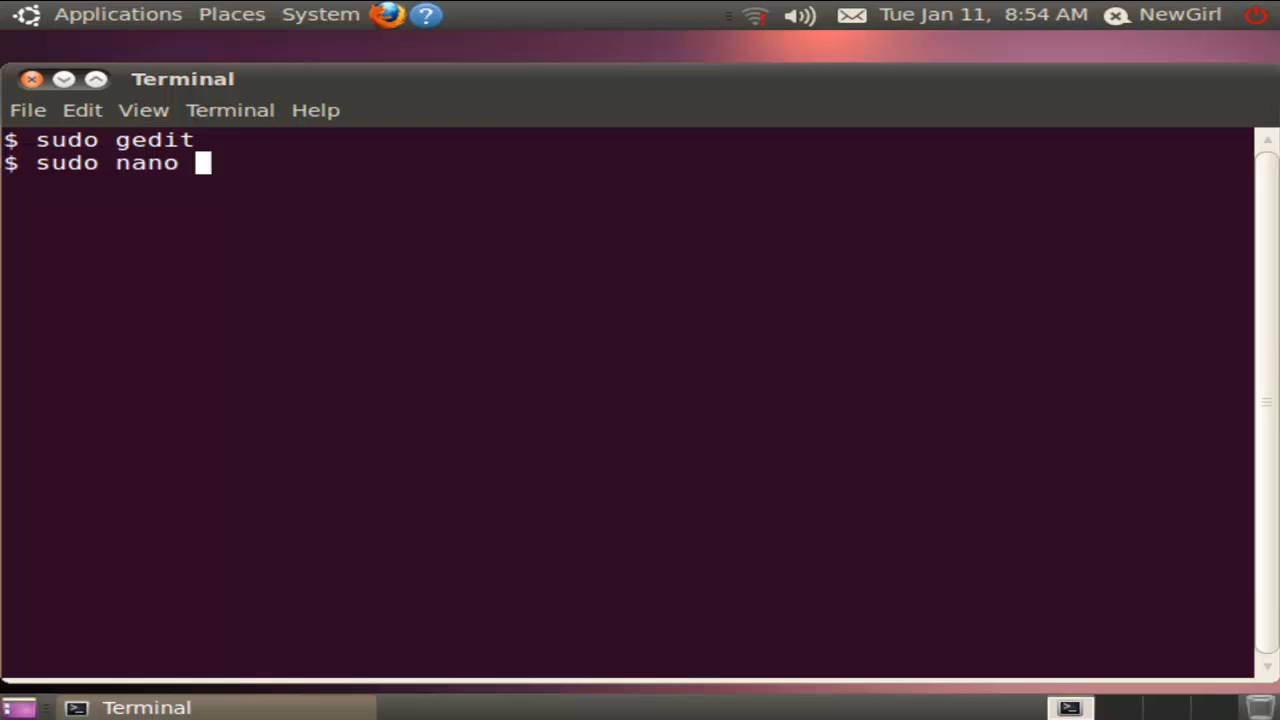 Applications Places System ? Tue Jan 11, 8:54 AM NewGirl
Terminal
File Edit View Terminal Help
$ sudo gedit
$ sudo nano
Terminal